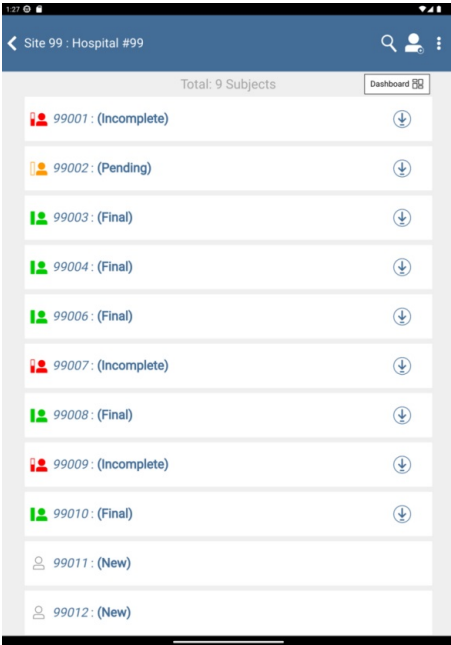 1:27
Site 99 : Hospital #99
Total: 9 Subjects
Dashboard
99001 : (Incomplete)
99002 : (Pending)
99003 : (Final)
99004 : (Final)
99006 : (Final)
99007 : (Incomplete)
99008 : (Final)
99009 : (Incomplete)
99010 : (Final)
99011 : (New)
99012 : (New)